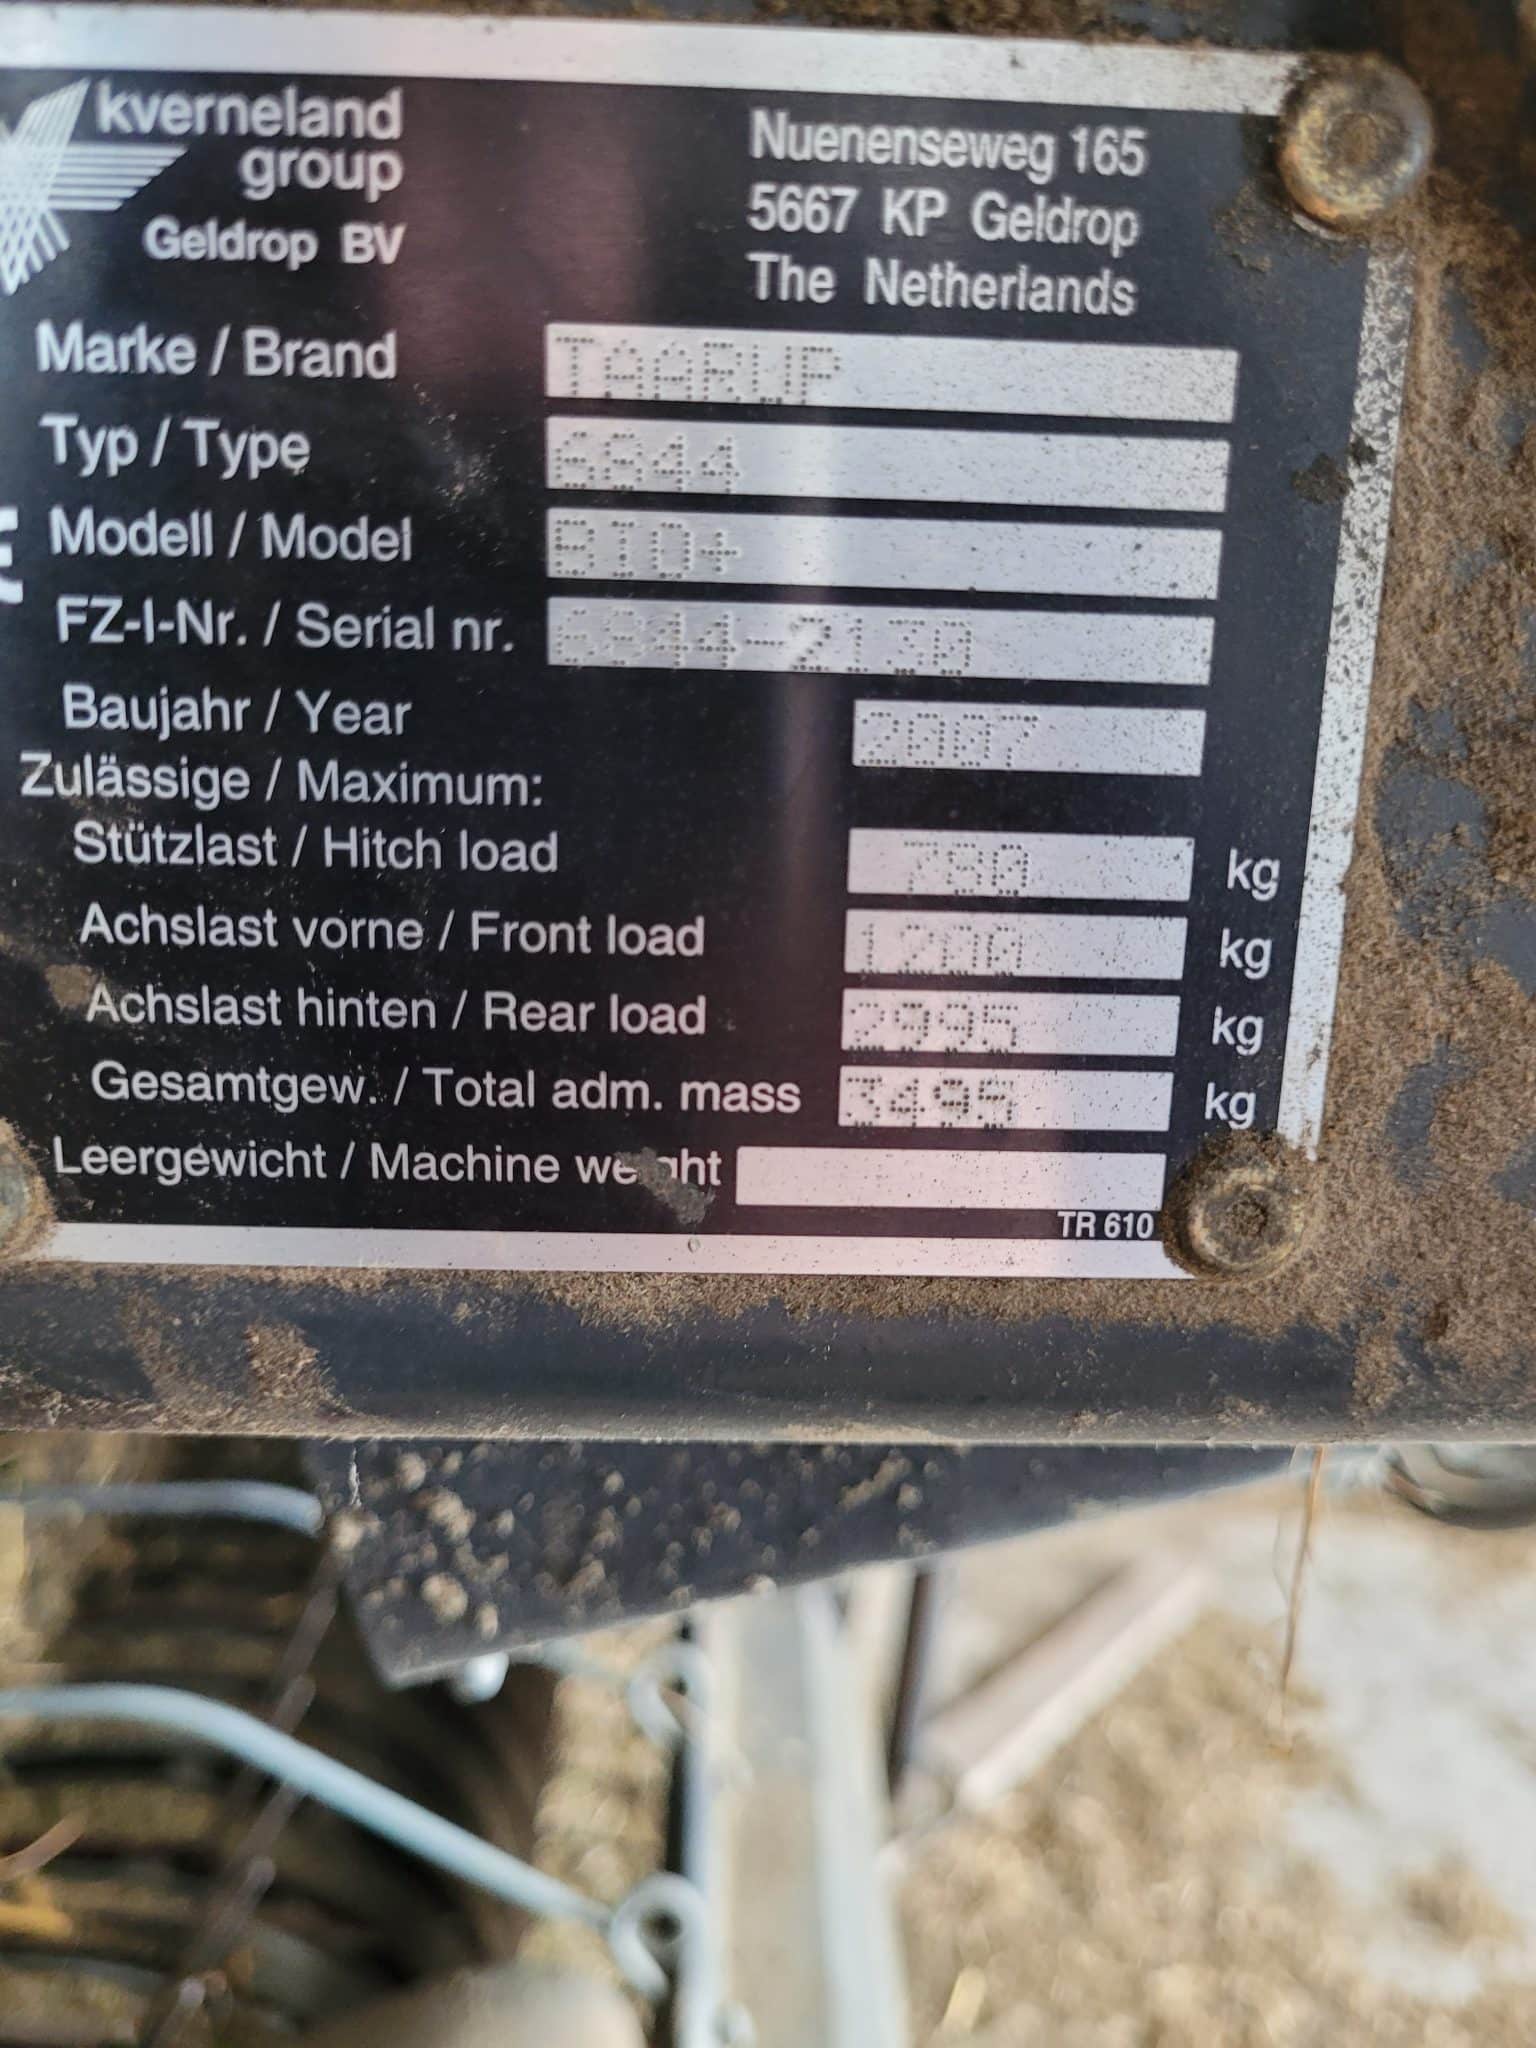 kverneland
group
Geldrop BV
Nuenenseweg 165
5667 KP Geldrop
The Netherlands
Marke / Brand TAARUP
Typ / Type 6844
Modell / Model BIO+
FZ-I-Nr. / Serial nr. 6844-2130
Baujahr / Year 2007
Zulässige / Maximum:
Stützlast / Hitch load 780 kg
Achslast vorne / Front load 1200 kg
Achslast hinten / Rear load 2995 kg
Gesamtgew. / Total adm. mass 3495 kg
Leergewicht / Machine weight
TR 610